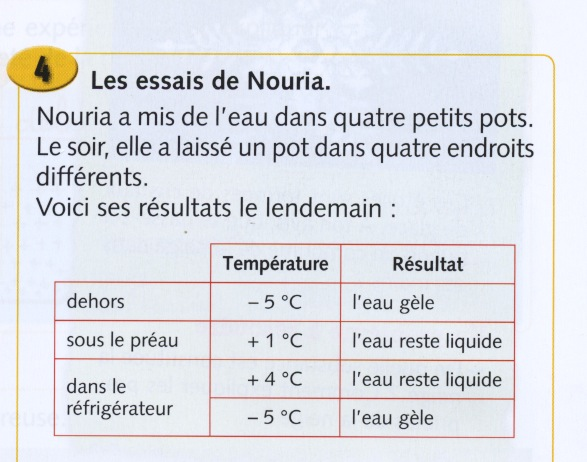 4
Les essais de Nouria.
Nouria a mis de l'eau dans quatre petits pots.
Le soir, elle a laissé un pot dans quatre endroits
différents.
Voici ses résultats le lendemain :
Température Résultat
dehors – 5 °C l'eau gèle
sous le préau + 1 °C l'eau reste liquide
dans le réfrigérateur + 4 °C l'eau reste liquide
– 5 °C l'eau gèle